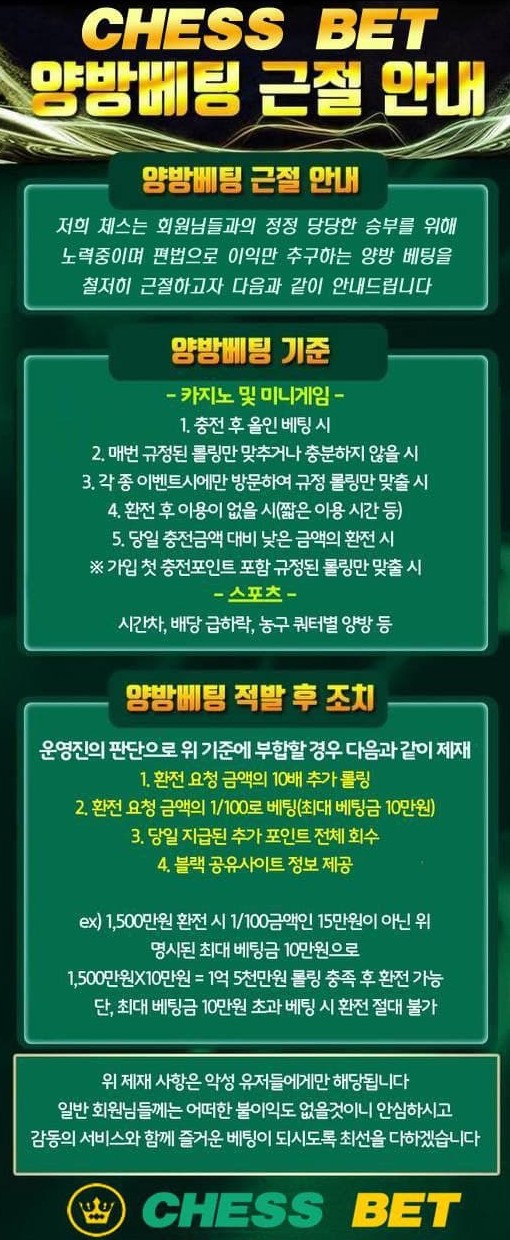 CHESS BET
양방베팅 근절 안내
양방베팅 근절 안내
저희 체스는 회원님들과의 정정 당당한 승부를 위해
노력중이며 편법으로 이익만 추구하는 양방 베팅을
철저히 근절하고자 다음과 같이 안내드립니다
양방베팅 기준
- 카지노 및 미니게임 -
1. 충전 후 올인 베팅 시
2. 매번 규정된 롤링만 맞추거나 충분하지 않을 시
3. 각 종 이벤트시에만 방문하여 규정 롤링만 맞출 시
4. 환전 후 이용이 없을 시(짧은 이용 시간 등)
5. 당일 충전금액 대비 낮은 금액의 환전 시
※ 가입 첫 충전포인트 포함 규정된 롤링만 맞출 시
- 스포츠 -
시간차, 배당 급하락, 농구 쿼터별 양방 등
양방베팅 적발 후 조치
운영진의 판단으로 위 기준에 부합할 경우 다음과 같이 제재
1. 환전 요청 금액의 10배 추가 롤링
2. 환전 요청 금액의 1/100로 베팅(최대 베팅금 10만원)
3. 당일 지급된 추가 포인트 전체 회수
4. 블랙 공유사이트 정보 제공
ex) 1,500만원 환전 시 1/100금액인 15만원이 아닌 위
명시된 최대 베팅금 10만원으로
1,500만원X10만원 = 1억 5천만원 롤링 충족 후 환전 가능
단, 최대 베팅금 10만원 초과 베팅 시 환전 절대 불가
위 제재 사항은 악성 유저들에게만 해당됩니다
일반 회원님들께는 어떠한 불이익도 없을것이니 안심하시고
감동의 서비스와 함께 즐거운 베팅이 되시도록 최선을 다하겠습니다
CHESS BET